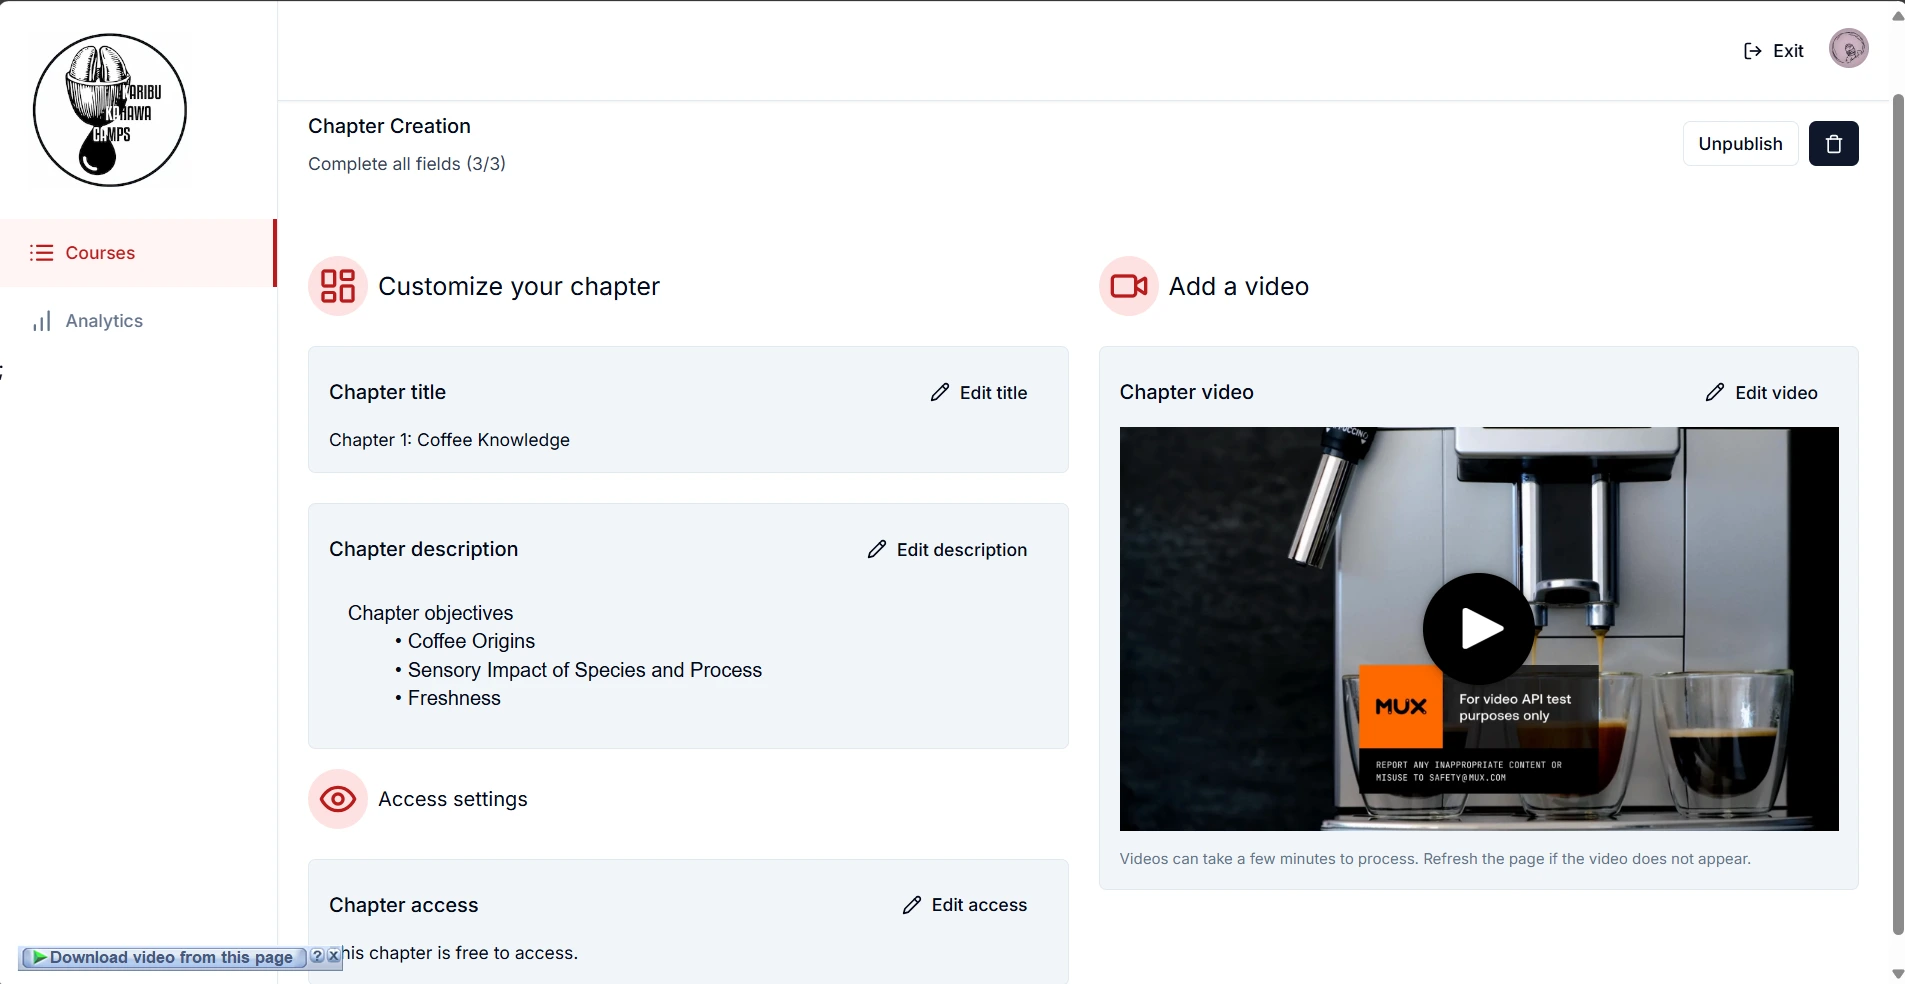 KARIBU
KAHAWA
CAMPS
Exit
Courses
Analytics
;
Chapter Creation
Complete all fields (3/3)
Unpublish
Customize your chapter
Chapter title
Edit title
Chapter 1: Coffee Knowledge
Chapter description
Edit description
Chapter objectives
• Coffee Origins
• Sensory Impact of Species and Process
• Freshness
Access settings
Chapter access
Edit access
his chapter is free to access.
Add a video
Chapter video
Edit video
MUX
For video API test
purposes only
REPORT ANY INAPPROPRIATE CONTENT OR
MISUSE TO SAFETY@MUX.COM
Videos can take a few minutes to process. Refresh the page if the video does not appear.
Download video from this page ? x